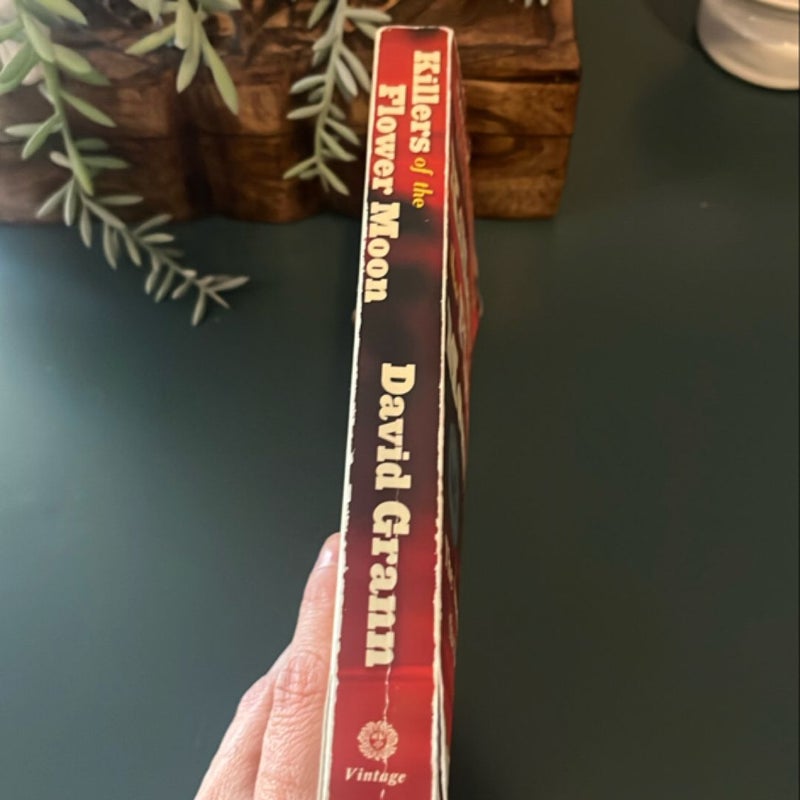 Killers of the
Flower Moon
David Grann
Vintage